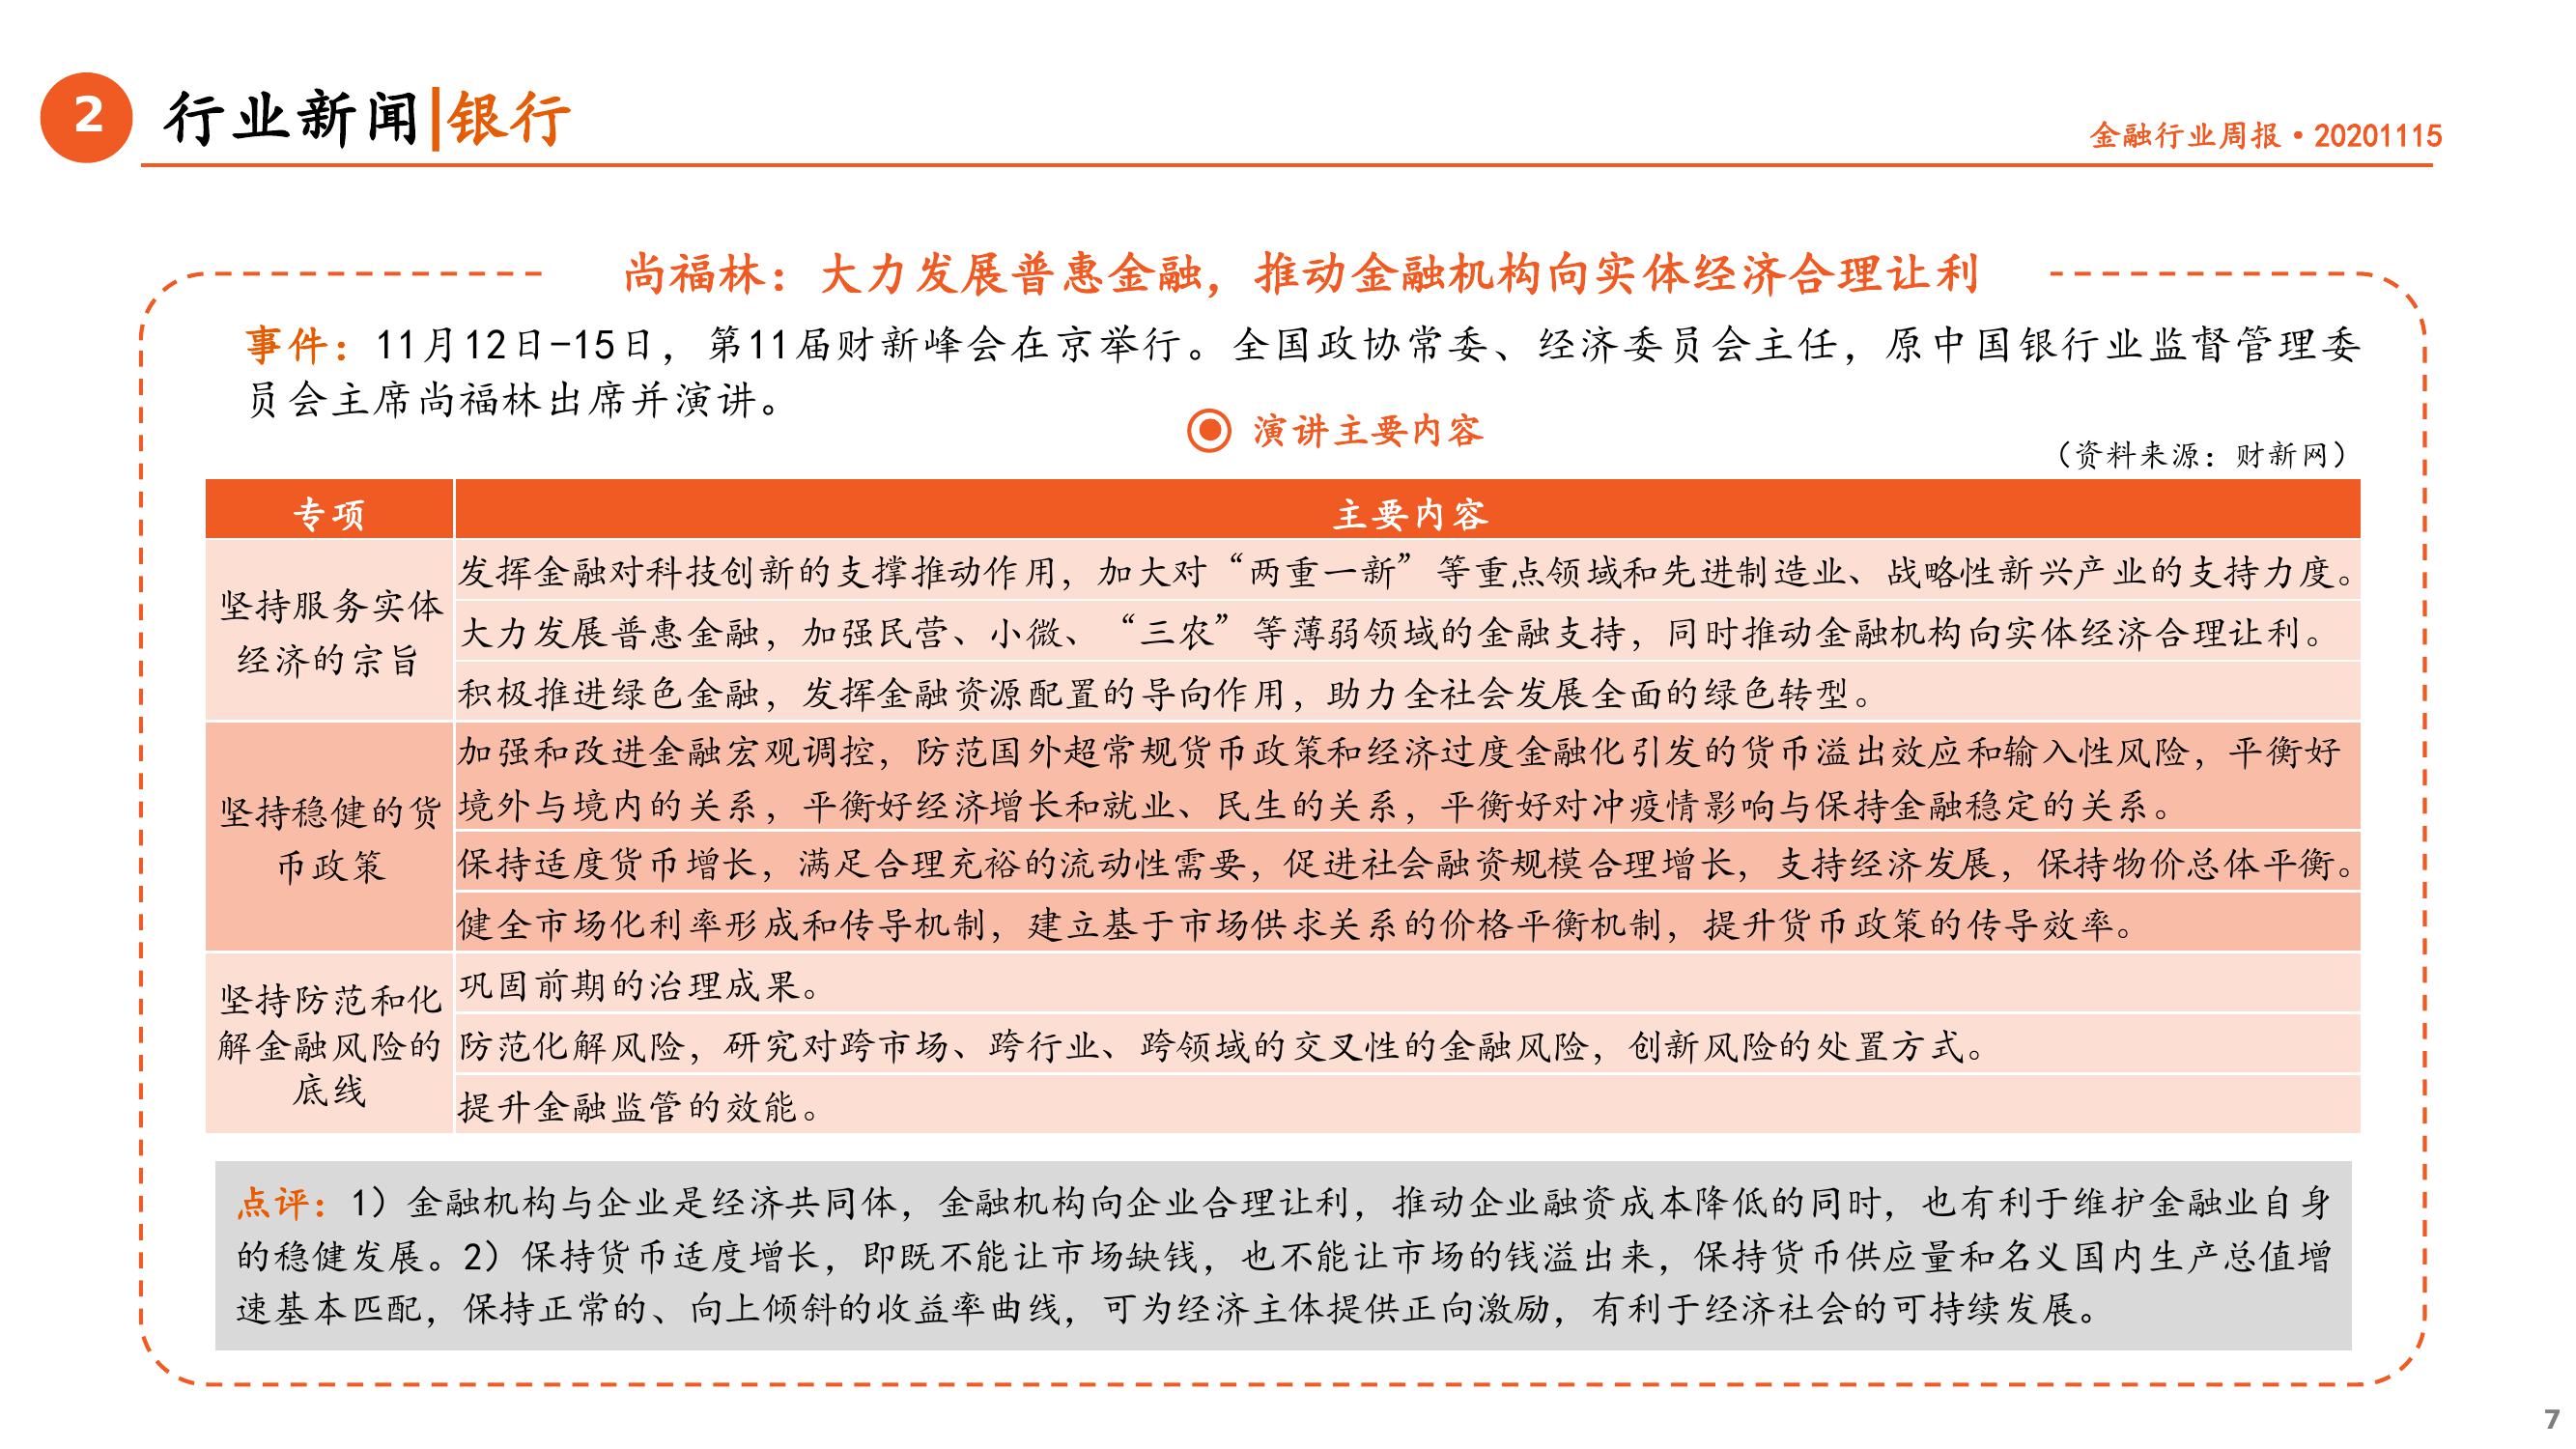 2
行业新闻|银行
金融行业周报·20201115
尚福林：大力发展普惠金融，推动金融机构向实体经济合理让利
事件：11月12日-15日，第11届财新峰会在京举行。全国政协常委、经济委员会主任，原中国银行业监督管理委
员会主席尚福林出席并演讲。
演讲主要内容
（资料来源：财新网）
专项
主要内容
坚持服务实体
经济的宗旨
发挥金融对科技创新的支撑推动作用，加大对“两重一新”等重点领域和先进制造业、战略性新兴产业的支持力度。
大力发展普惠金融，加强民营、小微、“三农”等薄弱领域的金融支持，同时推动金融机构向实体经济合理让利。
积极推进绿色金融，发挥金融资源配置的导向作用，助力全社会发展全面的绿色转型。
坚持稳健的货
币政策
加强和改进金融宏观调控，防范国外超常规货币政策和经济过度金融化引发的货币溢出效应和输入性风险，平衡好
境外与境内的关系，平衡好经济增长和就业、民生的关系，平衡好对冲疫情影响与保持金融稳定的关系。
保持适度货币增长，满足合理充裕的流动性需要，促进社会融资规模合理增长，支持经济发展，保持物价总体平衡。
健全市场化利率形成和传导机制，建立基于市场供求关系的价格平衡机制，提升货币政策的传导效率。
坚持防范和化
解金融风险的
底线
巩固前期的治理成果。
防范化解风险，研究对跨市场、跨行业、跨领域的交叉性的金融风险，创新风险的处置方式。
提升金融监管的效能。
点评：1）金融机构与企业是经济共同体，金融机构向企业合理让利，推动企业融资成本降低的同时，也有利于维护金融业自身
的稳健发展。2）保持货币适度增长，即既不能让市场缺钱，也不能让市场的钱溢出来，保持货币供应量和名义国内生产总值增
速基本匹配，保持正常的、向上倾斜的收益率曲线，可为经济主体提供正向激励，有利于经济社会的可持续发展。
7